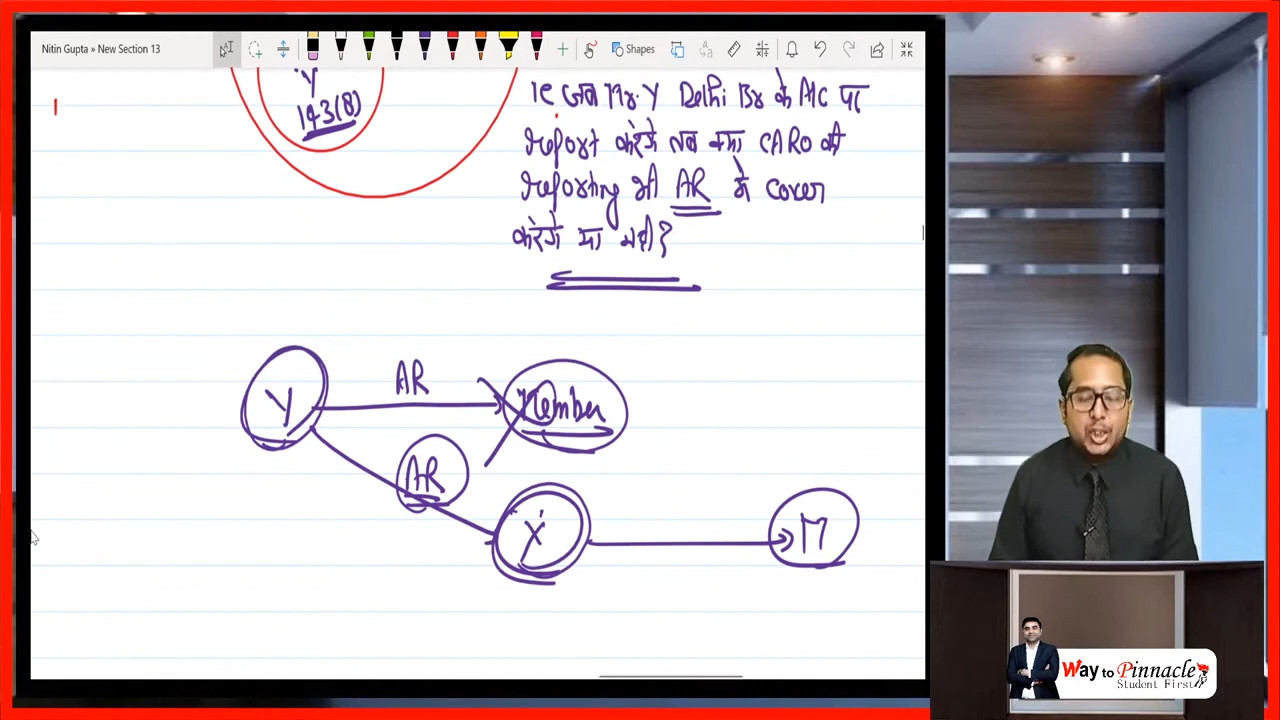 Nitin Gupta » New Section 13
Shapes
Y
143(8)
कि जब Mr. Y Delhi Br के AC पर
report करेंगे तब क्या CARO की
reporting भी AR में cover
करेंगे या नहीं?
Y
AR
Member
AR
X
M
Way to Pinnacle
Student First